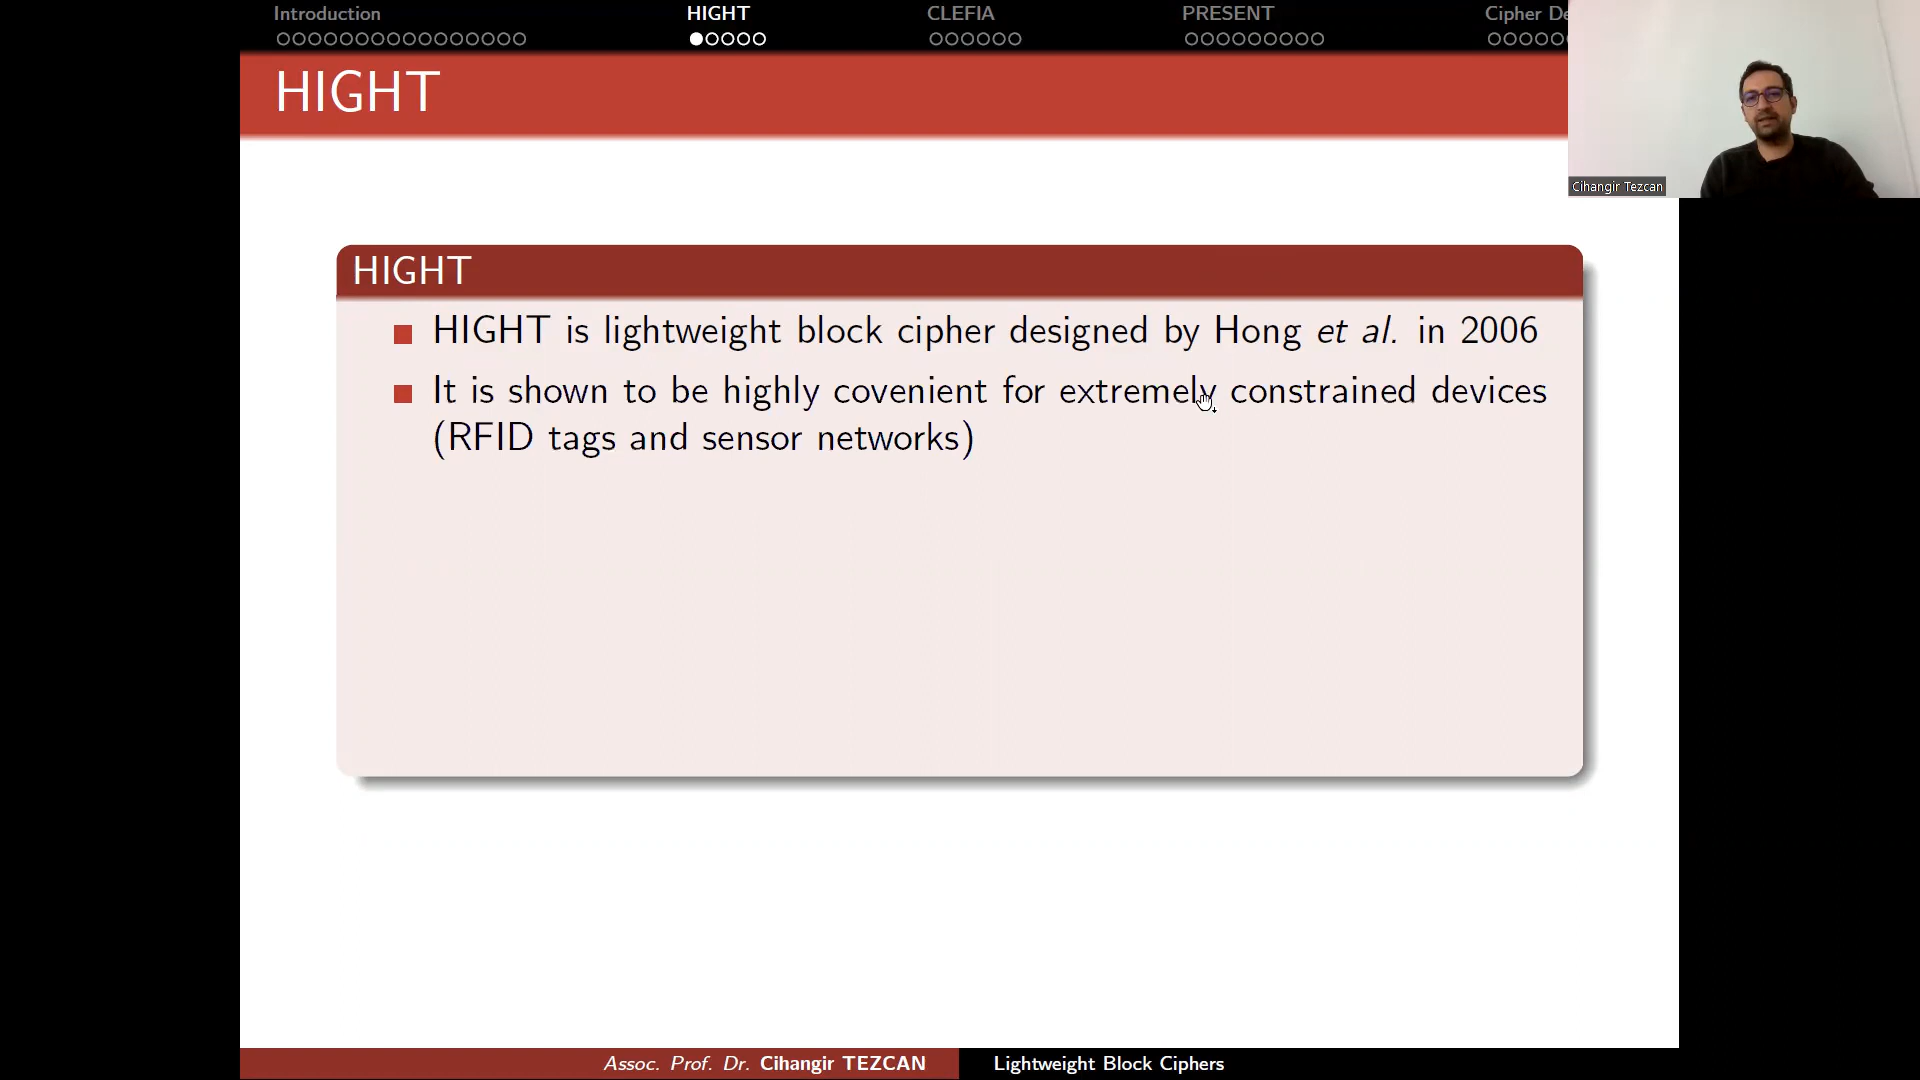 Introduction
HIGHT
CLEFIA
PRESENT
Cipher De
HIGHT
Cihangir Tezcan
HIGHT
HIGHT is lightweight block cipher designed by Hong et al. in 2006
It is shown to be highly covenient for extremely constrained devices
(RFID tags and sensor networks)
Assoc. Prof. Dr. Cihangir TEZCAN
Lightweight Block Ciphers